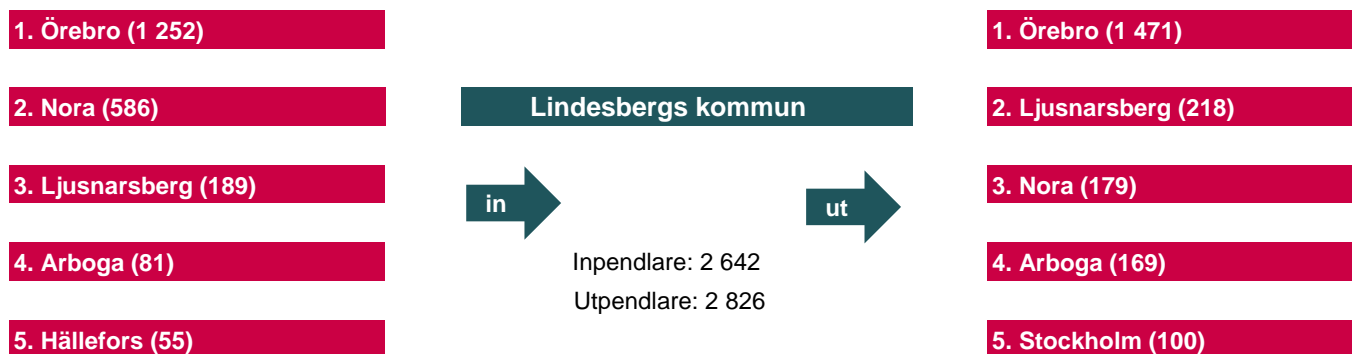 1. Örebro (1 252)
2. Nora (586)
3. Ljusnarsberg (189)
4. Arboga (81)
5. Hällefors (55)
Lindesbergs kommun
in
ut
Inpendlare: 2 642
Utpendlare: 2 826
1. Örebro (1 471)
2. Ljusnarsberg (218)
3. Nora (179)
4. Arboga (169)
5. Stockholm (100)